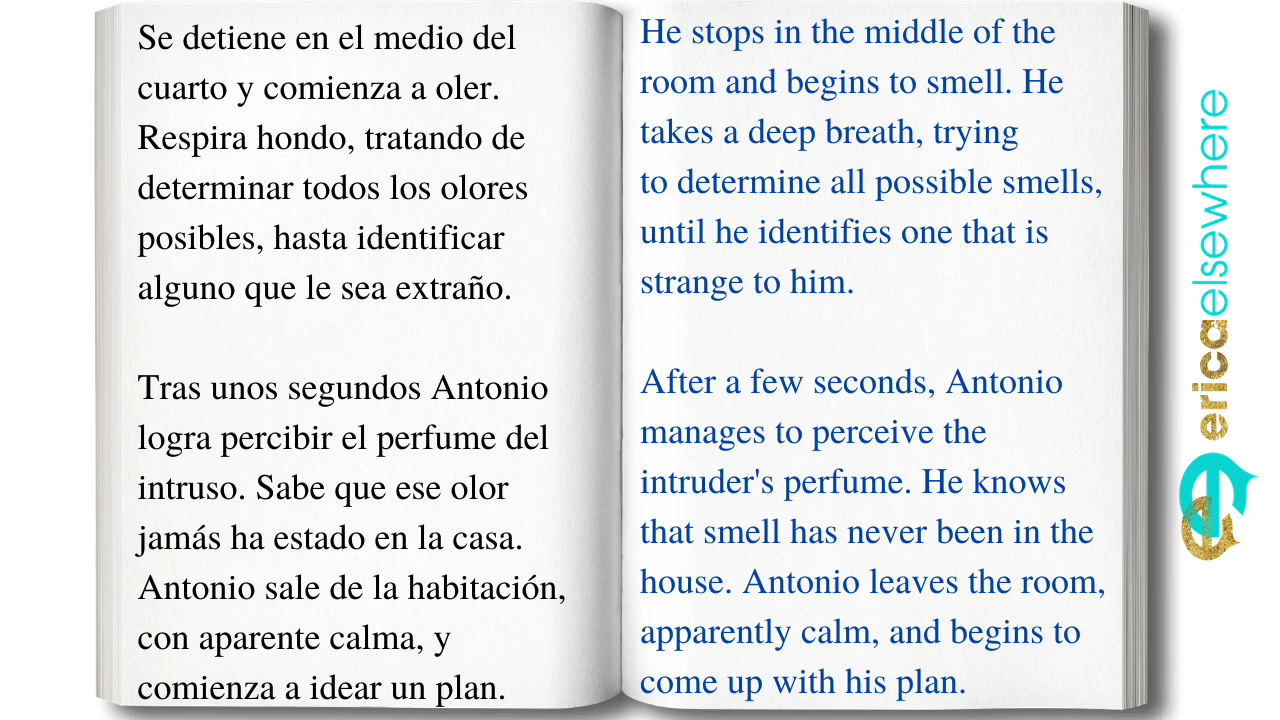 Se detiene en el medio del
cuarto y comienza a oler.
Respira hondo, tratando de
determinar todos los olores
posibles, hasta identificar
alguno que le sea extraño.
Tras unos segundos Antonio
logra percibir el perfume del
intruso. Sabe que ese olor
jamás ha estado en la casa.
Antonio sale de la habitación,
con aparente calma, y
comienza a idear un plan.
He stops in the middle of the
room and begins to smell. He
takes a deep breath, trying
to determine all possible smells,
until he identifies one that is
strange to him.
After a few seconds, Antonio
manages to perceive the
intruder's perfume. He knows
that smell has never been in the
house. Antonio leaves the room,
apparently calm, and begins to
come up with his plan.
ericaelsewhere